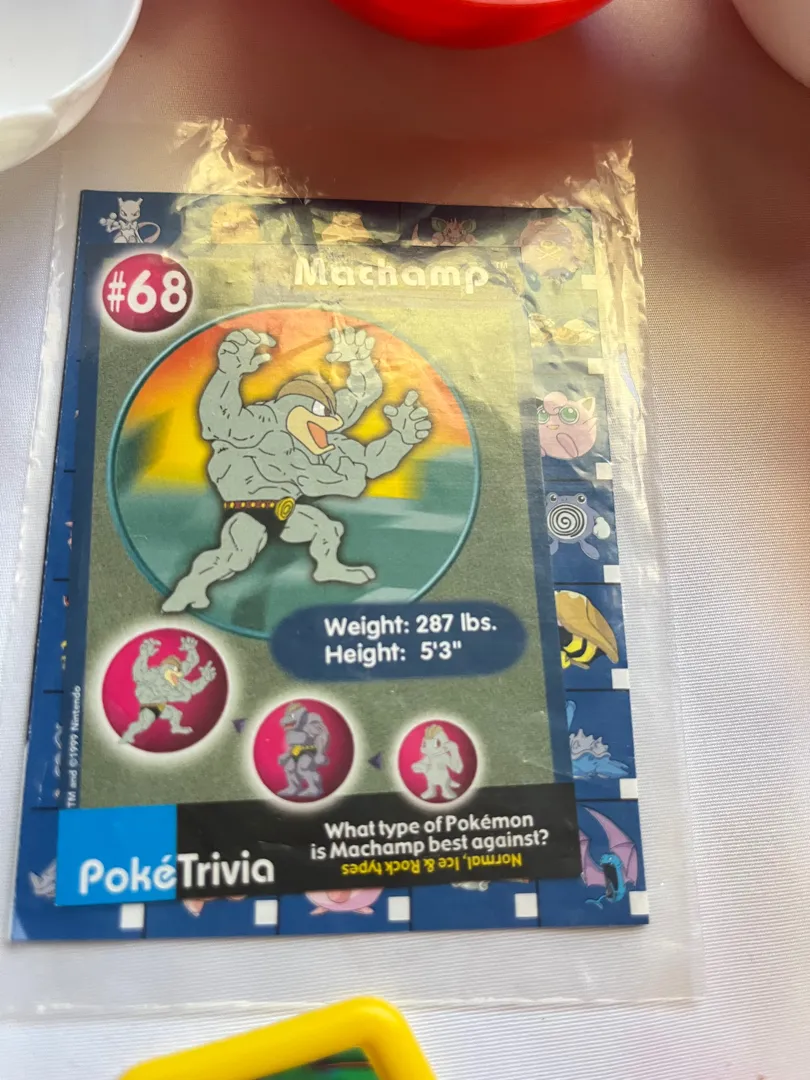 #68
Machamp™
Weight: 287 lbs.
Height: 5'3"
TM and ©1999 Nintendo
What type of Pokémon
is Machamp best against?
Normal, Ice & Rock types
PokéTrivia